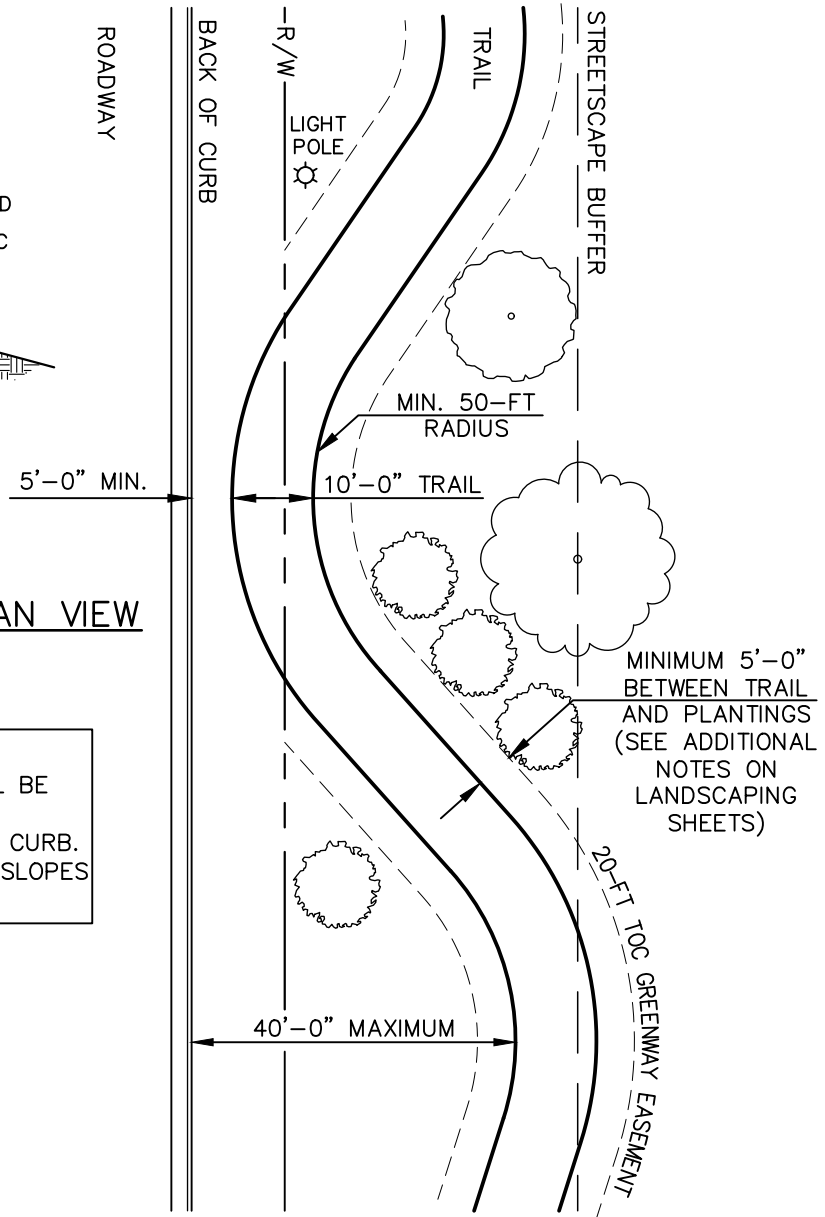 ROADWAY
BACK OF CURB
R/W
TRAIL
STREETSCAPE BUFFER
LIGHT
POLE
D
C
MIN. 50-FT
RADIUS
5'-0" MIN.
10'-0" TRAIL
AN VIEW
MINIMUM 5'-0"
BETWEEN TRAIL
AND PLANTINGS
(SEE ADDITIONAL
NOTES ON
LANDSCAPING
SHEETS)
BE
CURB.
SLOPES
20-FT TOC GREENWAY EASEMENT
40'-0" MAXIMUM